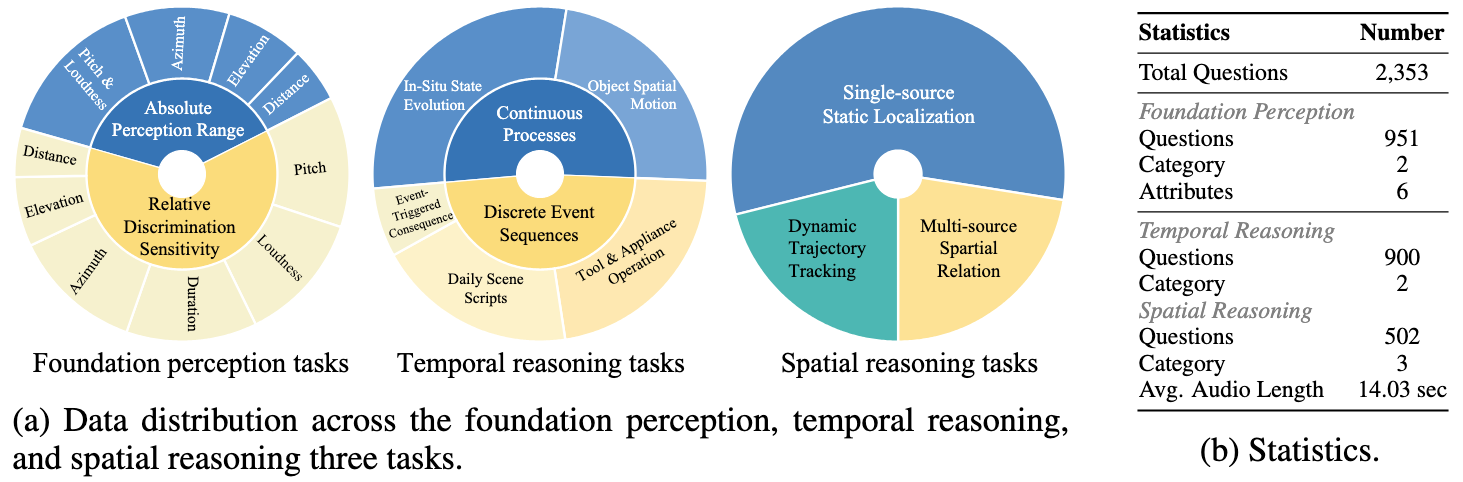 Pitch &
Loudness
Azimuth
Elevation
Distance
Absolute
Perception Range
Distance
Elevation
Azimuth
Duration
Loudness
Pitch
Relative
Discrimination
Sensitivity
Foundation perception tasks
In-Situ State
Evolution
Object Spatial
Motion
Continuous
Processes
Event-
Triggered
Consequence
Discrete Event
Sequences
Daily Scene
Scripts
Tool & Appliance
Operation
Temporal reasoning tasks
Single-source
Static Localization
Dynamic
Trajectory
Tracking
Multi-source
Spartial
Relation
Spatial reasoning tasks
(a) Data distribution across the foundation perception, temporal reasoning,
and spatial reasoning three tasks.
Statistics Number
Total Questions 2,353
Foundation Perception
Questions 951
Category 2
Attributes 6
Temporal Reasoning
Questions 900
Category 2
Spatial Reasoning
Questions 502
Category 3
Avg. Audio Length 14.03 sec
(b) Statistics.